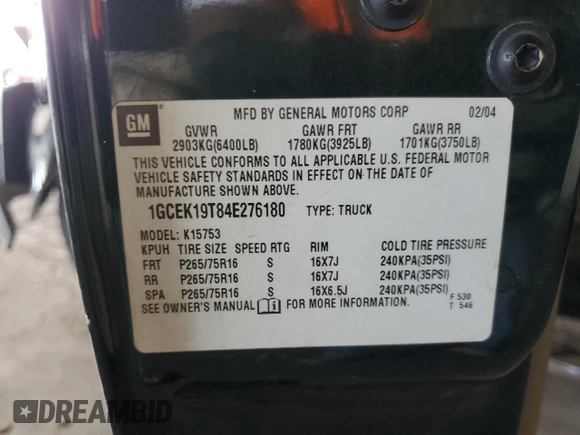 GM
MFD BY GENERAL MOTORS CORP 02/04
GVWR GAWR FRT GAWR RR
2903KG(6400LB) 1780KG(3925LB) 1701KG(3750LB)
THIS VEHICLE CONFORMS TO ALL APPLICABLE U.S. FEDERAL MOTOR
VEHICLE SAFETY STANDARDS IN EFFECT ON THE DATE OF
MANUFACTURE SHOWN ABOVE.
1GCEK19T84E276180 TYPE: TRUCK
MODEL: K15753
KPUH TIRE SIZE SPEED RTG RIM COLD TIRE PRESSURE
FRT P265/75R16 S 16X7J 240KPA(35PSI)
RR P265/75R16 S 16X7J 240KPA(35PSI)
SPA P265/75R16 S 16X6.5J 240KPA(35PSI)
SEE OWNER'S MANUAL FOR MORE INFORMATION.
F 530
T 546
DREAMBID